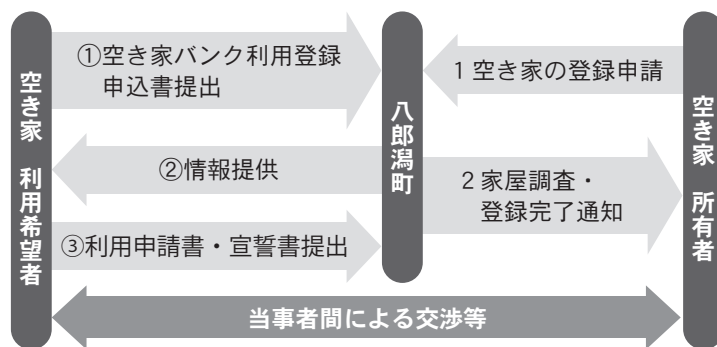 空き家　利用希望者
①空き家バンク利用登録
申込書提出
②情報提供
③利用申請書・宣誓書提出
八郎潟町
1 空き家の登録申請
2 家屋調査・
登録完了通知
空き家　所有者
当事者間による交渉等